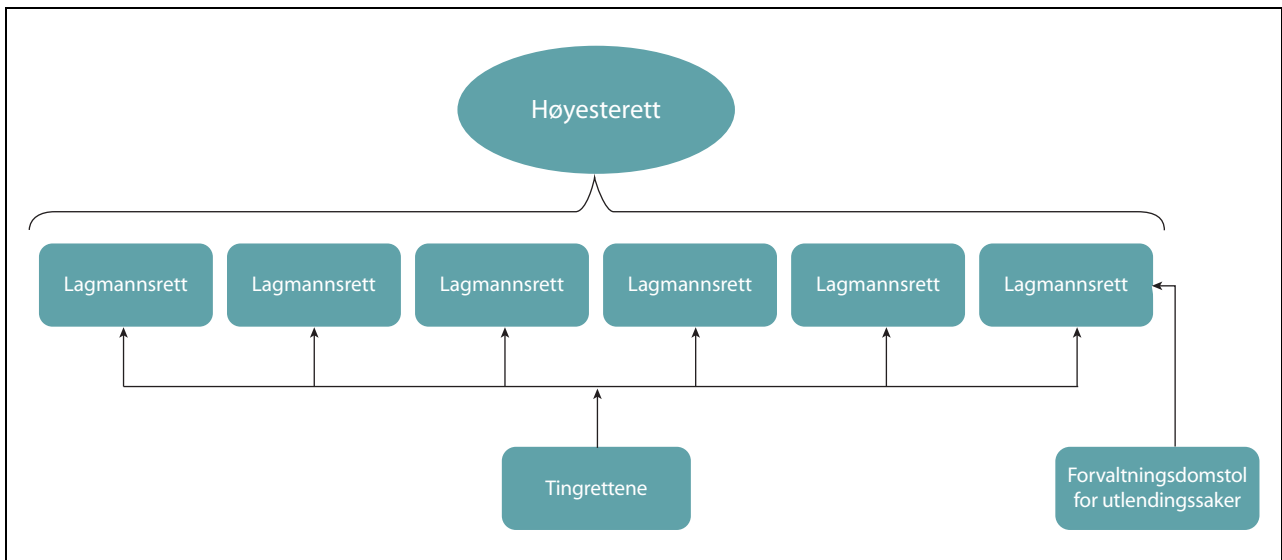 Høyesterett
Lagmannsrett
Lagmannsrett
Lagmannsrett
Lagmannsrett
Lagmannsrett
Lagmannsrett
Tingrettene
Forvaltningsdomstol
for utlendingssaker